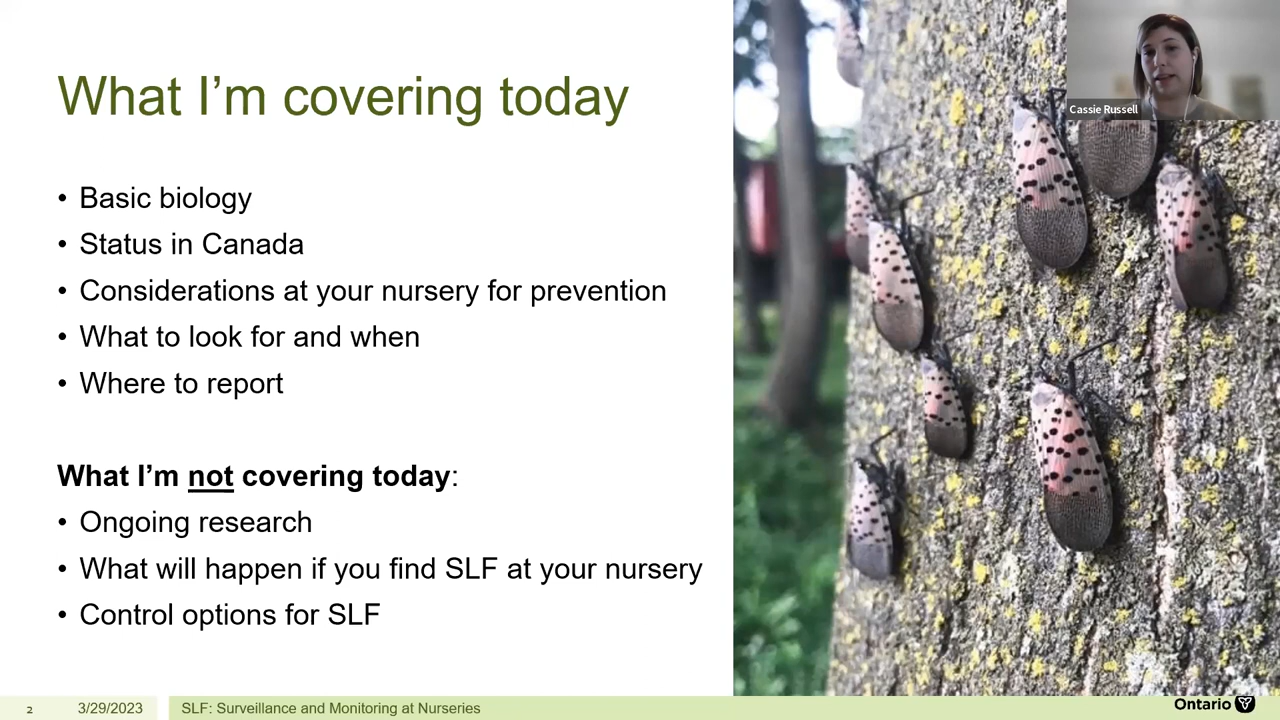 What I’m covering today
• Basic biology
• Status in Canada
• Considerations at your nursery for prevention
• What to look for and when
• Where to report
What I’m not covering today:
• Ongoing research
• What will happen if you find SLF at your nursery
• Control options for SLF
Cassie Russell
2 3/29/2023 SLF: Surveillance and Monitoring at Nurseries
Ontario